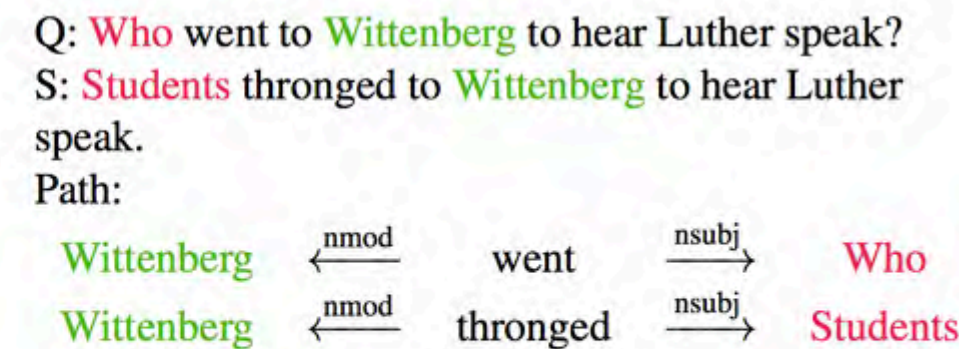 Q: Who went to Wittenberg to hear Luther speak?
S: Students thronged to Wittenberg to hear Luther
speak.
Path:
Wittenberg ←nmod went nsubj→ Who
Wittenberg ←nmod thronged nsubj→ Students